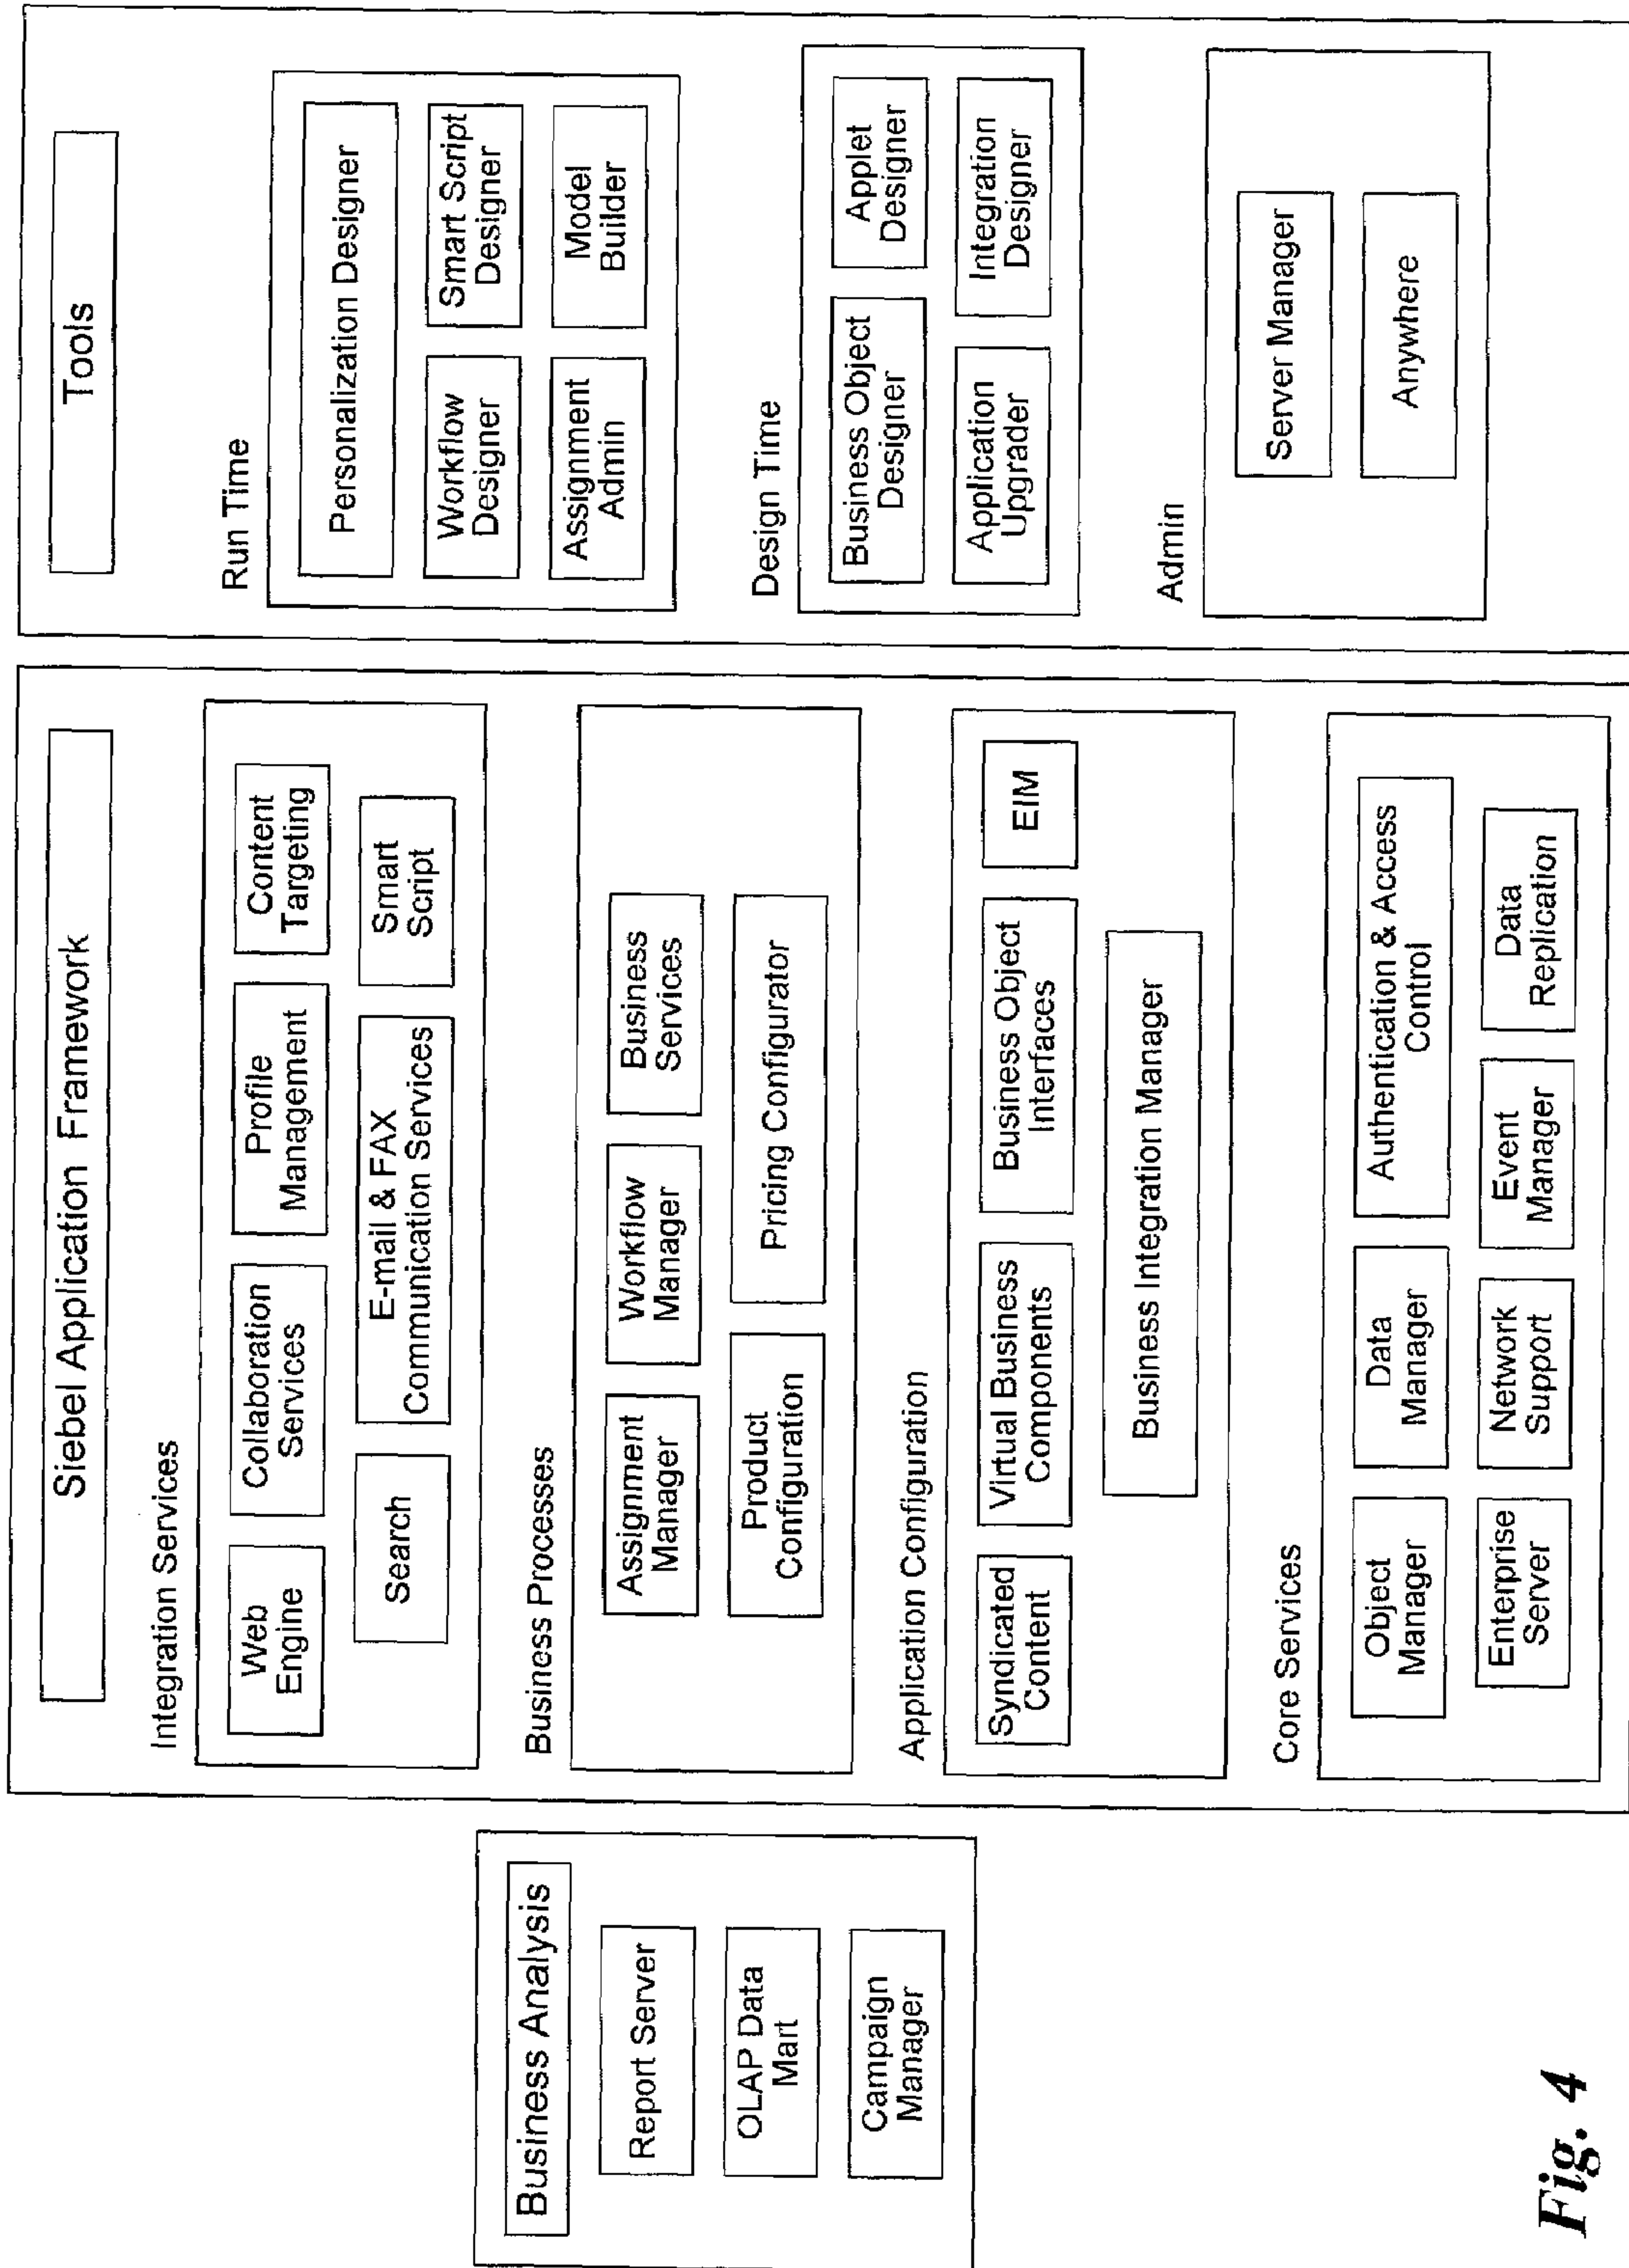 Business Analysis
Report Server
OLAP Data
Mart
Campaign
Manager
Siebel Application Framework
Integration Services
Web
Engine
Collaboration
Services
Profile
Management
Content
Targeting
Search
E-mail & FAX
Communication Services
Smart
Script
Business Processes
Assignment
Manager
Workflow
Manager
Business
Services
Product
Configuration
Pricing Configurator
Application Configuration
Syndicated
Content
Virtual Business
Components
Business Object
Interfaces
EIM
Business Integration Manager
Core Services
Object
Manager
Data
Manager
Authentication & Access
Control
Enterprise
Server
Network
Support
Event
Manager
Data
Replication
Tools
Run Time
Personalization Designer
Workflow
Designer
Smart Script
Designer
Assignment
Admin
Model
Builder
Design Time
Business Object
Designer
Applet
Designer
Application
Upgrader
Integration
Designer
Admin
Server Manager
Anywhere
Fig. 4